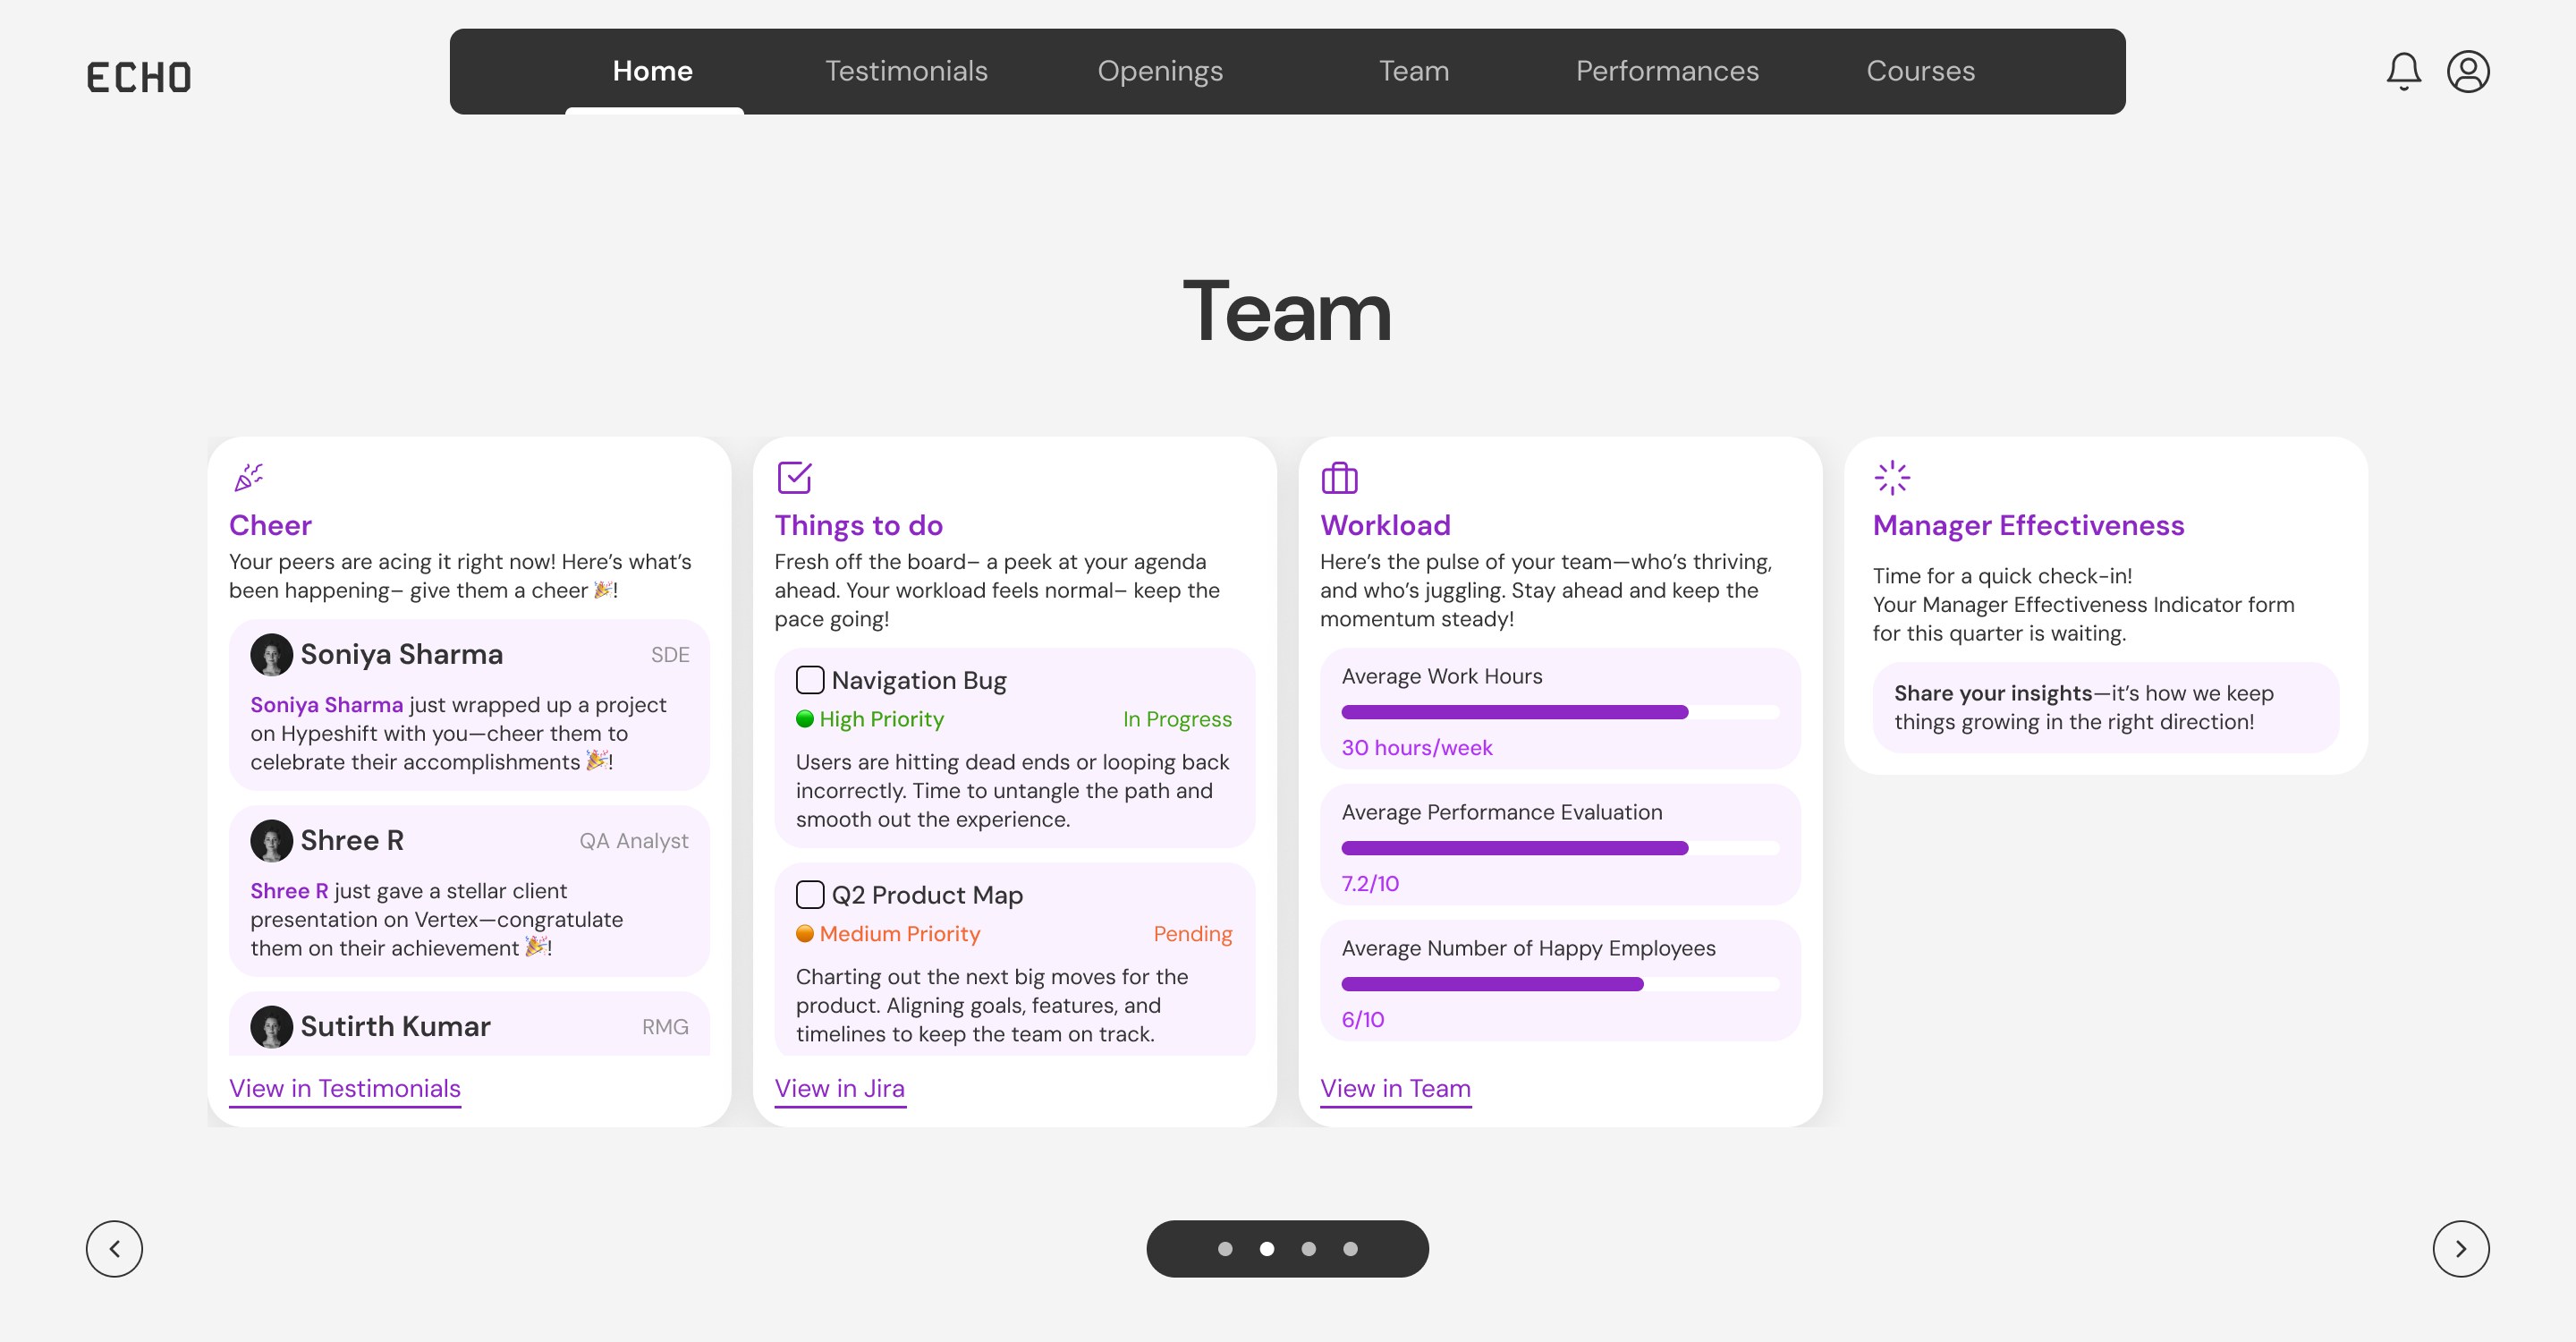 ECHO
Home
Testimonials
Openings
Team
Performances
Courses
Team
Cheer
Your peers are acing it right now! Here’s what’s
been happening– give them a cheer 🎉!
Soniya Sharma
SDE
Soniya Sharma just wrapped up a project
on Hypeshift with you—cheer them to
celebrate their accomplishments 🎉!
Shree R
QA Analyst
Shree R just gave a stellar client
presentation on Vertex—congratulate
them on their achievement 🎉!
Sutirth Kumar
RMG
View in Testimonials
Things to do
Fresh off the board– a peek at your agenda
ahead. Your workload feels normal– keep the
pace going!
Navigation Bug
High Priority
In Progress
Users are hitting dead ends or looping back
incorrectly. Time to untangle the path and
smooth out the experience.
Q2 Product Map
Medium Priority
Pending
Charting out the next big moves for the
product. Aligning goals, features, and
timelines to keep the team on track.
View in Jira
Workload
Here’s the pulse of your team—who’s thriving,
and who’s juggling. Stay ahead and keep the
momentum steady!
Average Work Hours
30 hours/week
Average Performance Evaluation
7.2/10
Average Number of Happy Employees
6/10
View in Team
Manager Effectiveness
Time for a quick check-in!
Your Manager Effectiveness Indicator form
for this quarter is waiting.
Share your insights—it’s how we keep
things growing in the right direction!